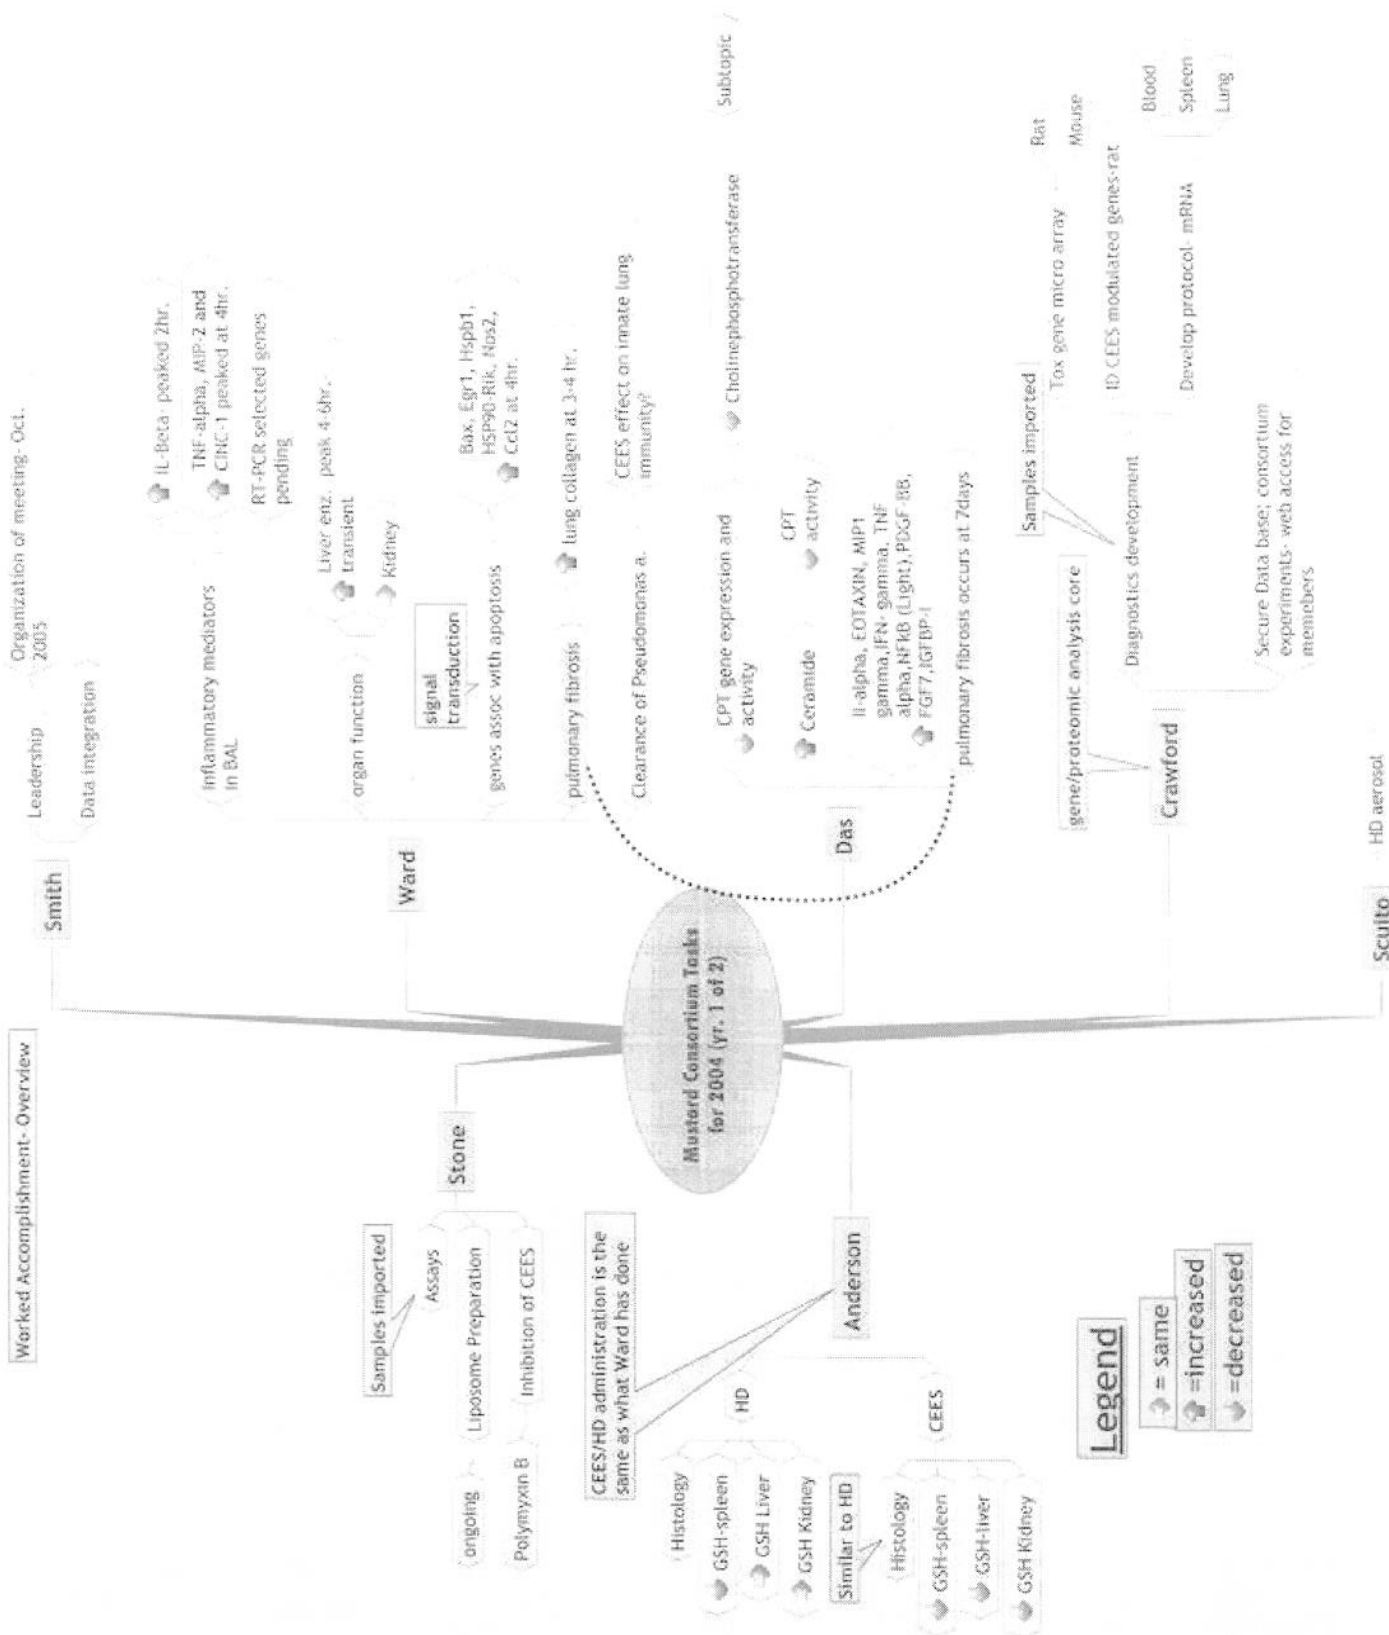 Worked Accomplishment- Overview
Mustard Consortium Tasks
for 2004 (yr. 1 of 2)
Smith
Leadership
Organization of meeting- Oct.
2005
Data integration
Ward
Inflammatory mediators
in BAL
IL-Beta- peaked 2hr.
TNF-alpha, MIP-2 and
CINC-1 peaked at 4hr.
RT-PCR selected genes
pending
organ function
Liver enz. peak 4-6hr.-
transient
Kidney
signal
transduction
genes assoc with apoptosis
Bax, Egr1, Hspb1,
HSP90-Rik, Nos2,
Ccl2 at 4hr.
pulmonary fibrosis
lung collagen at 3-4 hr.
Clearance of Pseudomonas a.
CEES effect on innate lung
immunity?
Das
CPT gene expression and
activity
Cholinephosphotransferase
Subtopic
Ceramide
CPT
activity
Il-alpha, EOTAXIN, MIP1
gamma,IFN- gamma, TNF
alpha,NFkB (Light),PDGF-BB,
FGF7,IGFBP-I
pulmonary fibrosis occurs at 7days
Crawford
gene/proteomic analysis core
Diagnostics development
Samples imported
Tox gene micro array
Rat
Mouse
ID CEES modulated genes-rat
Develop protocol- mRNA
Blood
Spleen
Lung
Secure Data base; consortium
experiments- web access for
memebers
Scuito
HD aerosol
Stone
Samples imported
Assays
Liposome Preparation
ongoing
Inhibition of CEES
Polymyxin B
Anderson
CEES/HD administration is the
same as what Ward has done
HD
Histology
GSH-spleen
GSH Liver
GSH Kidney
CEES
Similar to HD
Histology
GSH-spleen
GSH-liver
GSH Kidney
Legend
= same
=increased
=decreased